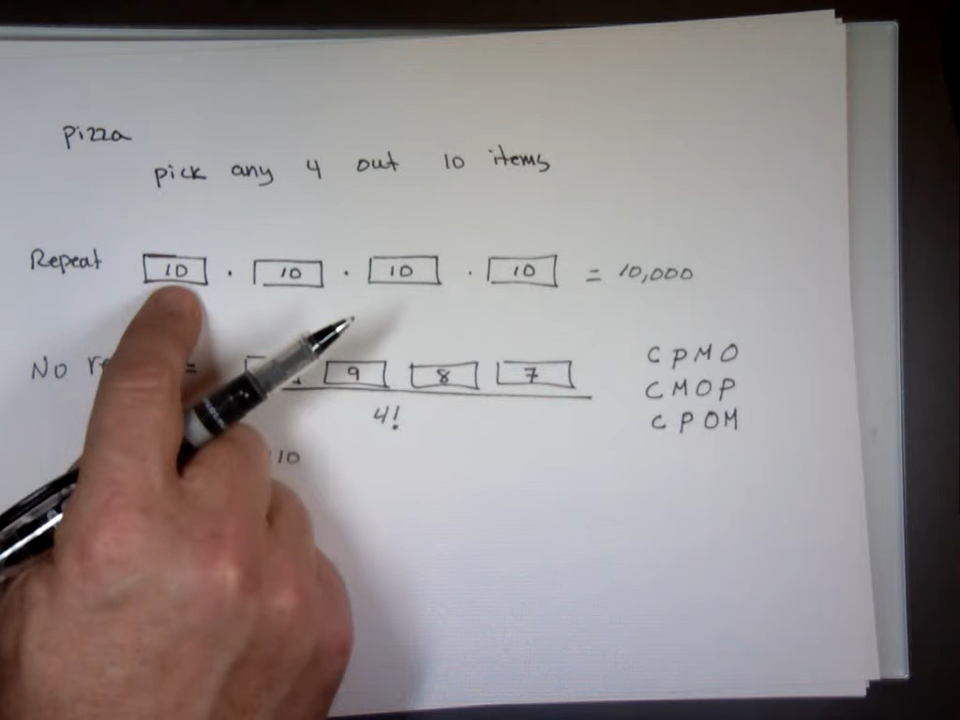 pizza
pick any 4 out 10 items
Repeat 10 · 10 · 10 · 10 = 10,000
No = 9 8 7
4!
10
CPMO
CMOP
CPOM